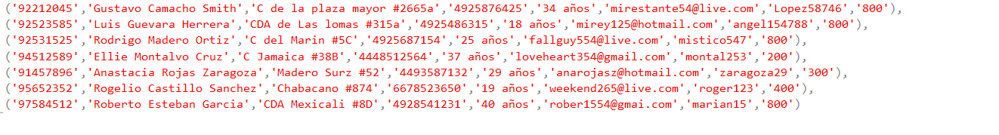 ('92212045','Gustavo Camacho Smith','C de la plaza mayor #2665a','4925876425','34 años','mirestante54@live.com','Lopez58746','800'),
('92523585','Luis Guevara Herrera','CDA de Las lomas #315a','4925486315','18 años','mirey125@hotmail.com','angel154788','800'),
('92531525','Rodrigo Madero Ortiz','C del Marin #5C','4925687154','25 años','fallguy554@live.com','mistico547','800'),
('94512589','Ellie Montalvo Cruz','C Jamaica #38B','4448512564','37 años','loveheart354@gmail.com','montal253','200'),
('91457896','Anastacia Rojas Zaragoza','Madero Surz #52','4493587132','29 años','anarojasz@hotmail.com','zaragoza29','300'),
('95652352','Rogelio Castillo Sanchez','Chabacano #874','6678523650','19 años','weekend265@live.com','roger123','400'),
('97584512','Roberto Esteban Garcia','CDA Mexicali #8D','4928541231','40 años','rober1554@gmai.com','marian15','800')